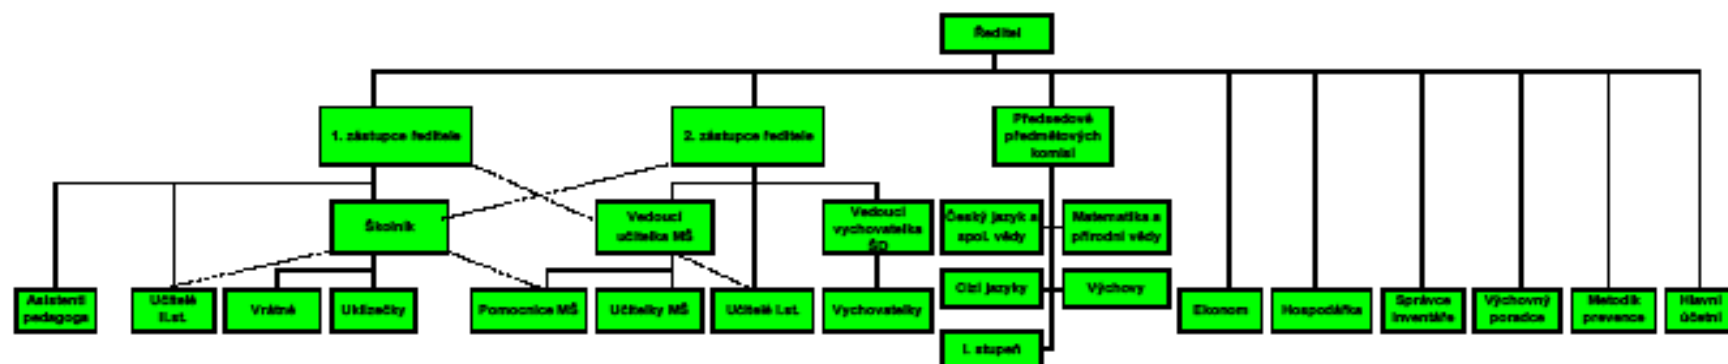 Ředitel
1. zástupce ředitele
2. zástupce ředitele
Předsedové
předmětových
komisí
Školník
Vedoucí
učitelka MŠ
Vedoucí
vychovatelka
ŠD
Český jazyk a
spol. vědy
Matematika a
přírodní vědy
Cizí jazyky
Výchovy
Asistenti
pedagoga
Učitelé
II.st.
Vrátné
Uklízečky
Pomocnice MŠ
Učitelky MŠ
Učitelé I.st.
Vychovatelky
Ekonom
Hospodářka
Správce
inventáře
Výchovný
poradce
Metodik
prevence
Hlavní
účetní
I. stupeň